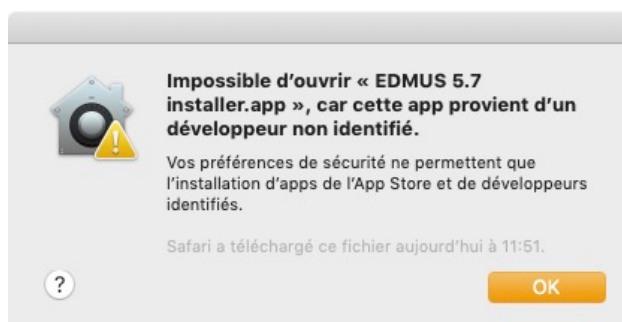 Impossible d’ouvrir « EDMUS 5.7
installer.app », car cette app provient d’un
développeur non identifié.
Vos préférences de sécurité ne permettent que
l’installation d’apps de l’App Store et de développeurs
identifiés.
Safari a téléchargé ce fichier aujourd’hui à 11:51.
?
OK